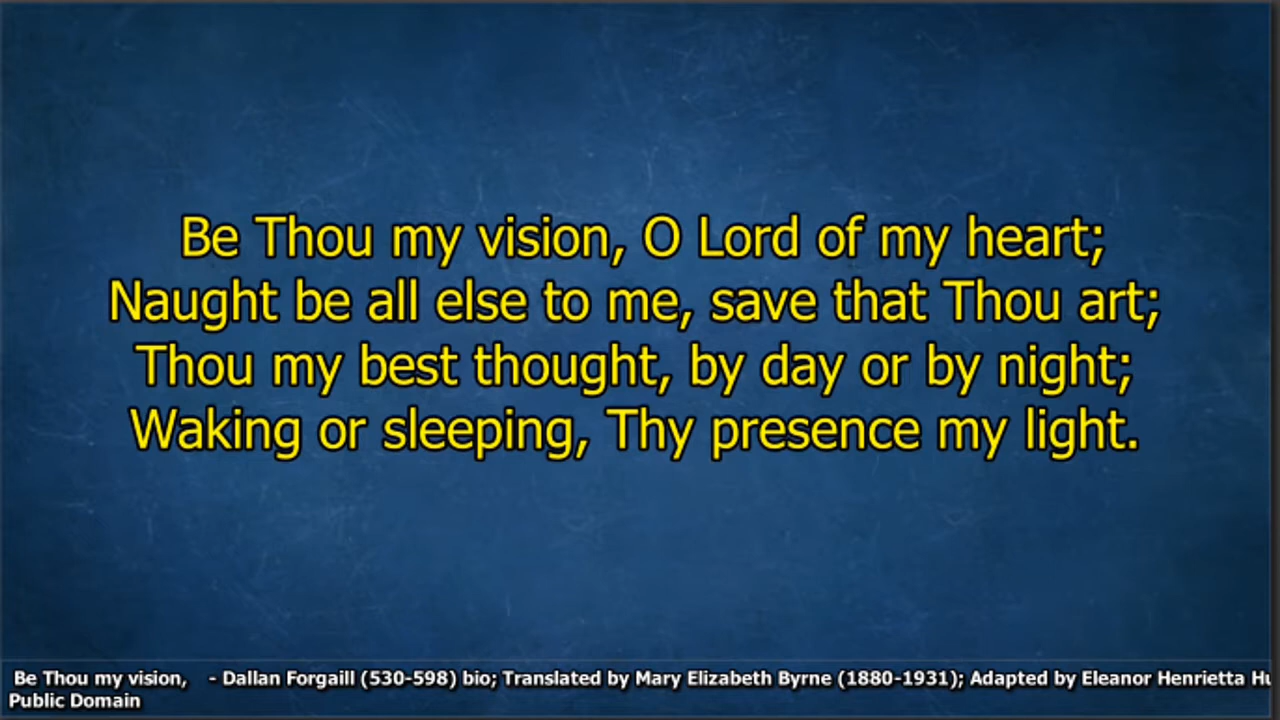 Be Thou my vision, O Lord of my heart;
Naught be all else to me, save that Thou art;
Thou my best thought, by day or by night;
Waking or sleeping, Thy presence my light.
Be Thou my vision, - Dallan Forgaill (530-598) bio; Translated by Mary Elizabeth Byrne (1880-1931); Adapted by Eleanor Henrietta
Public Domain